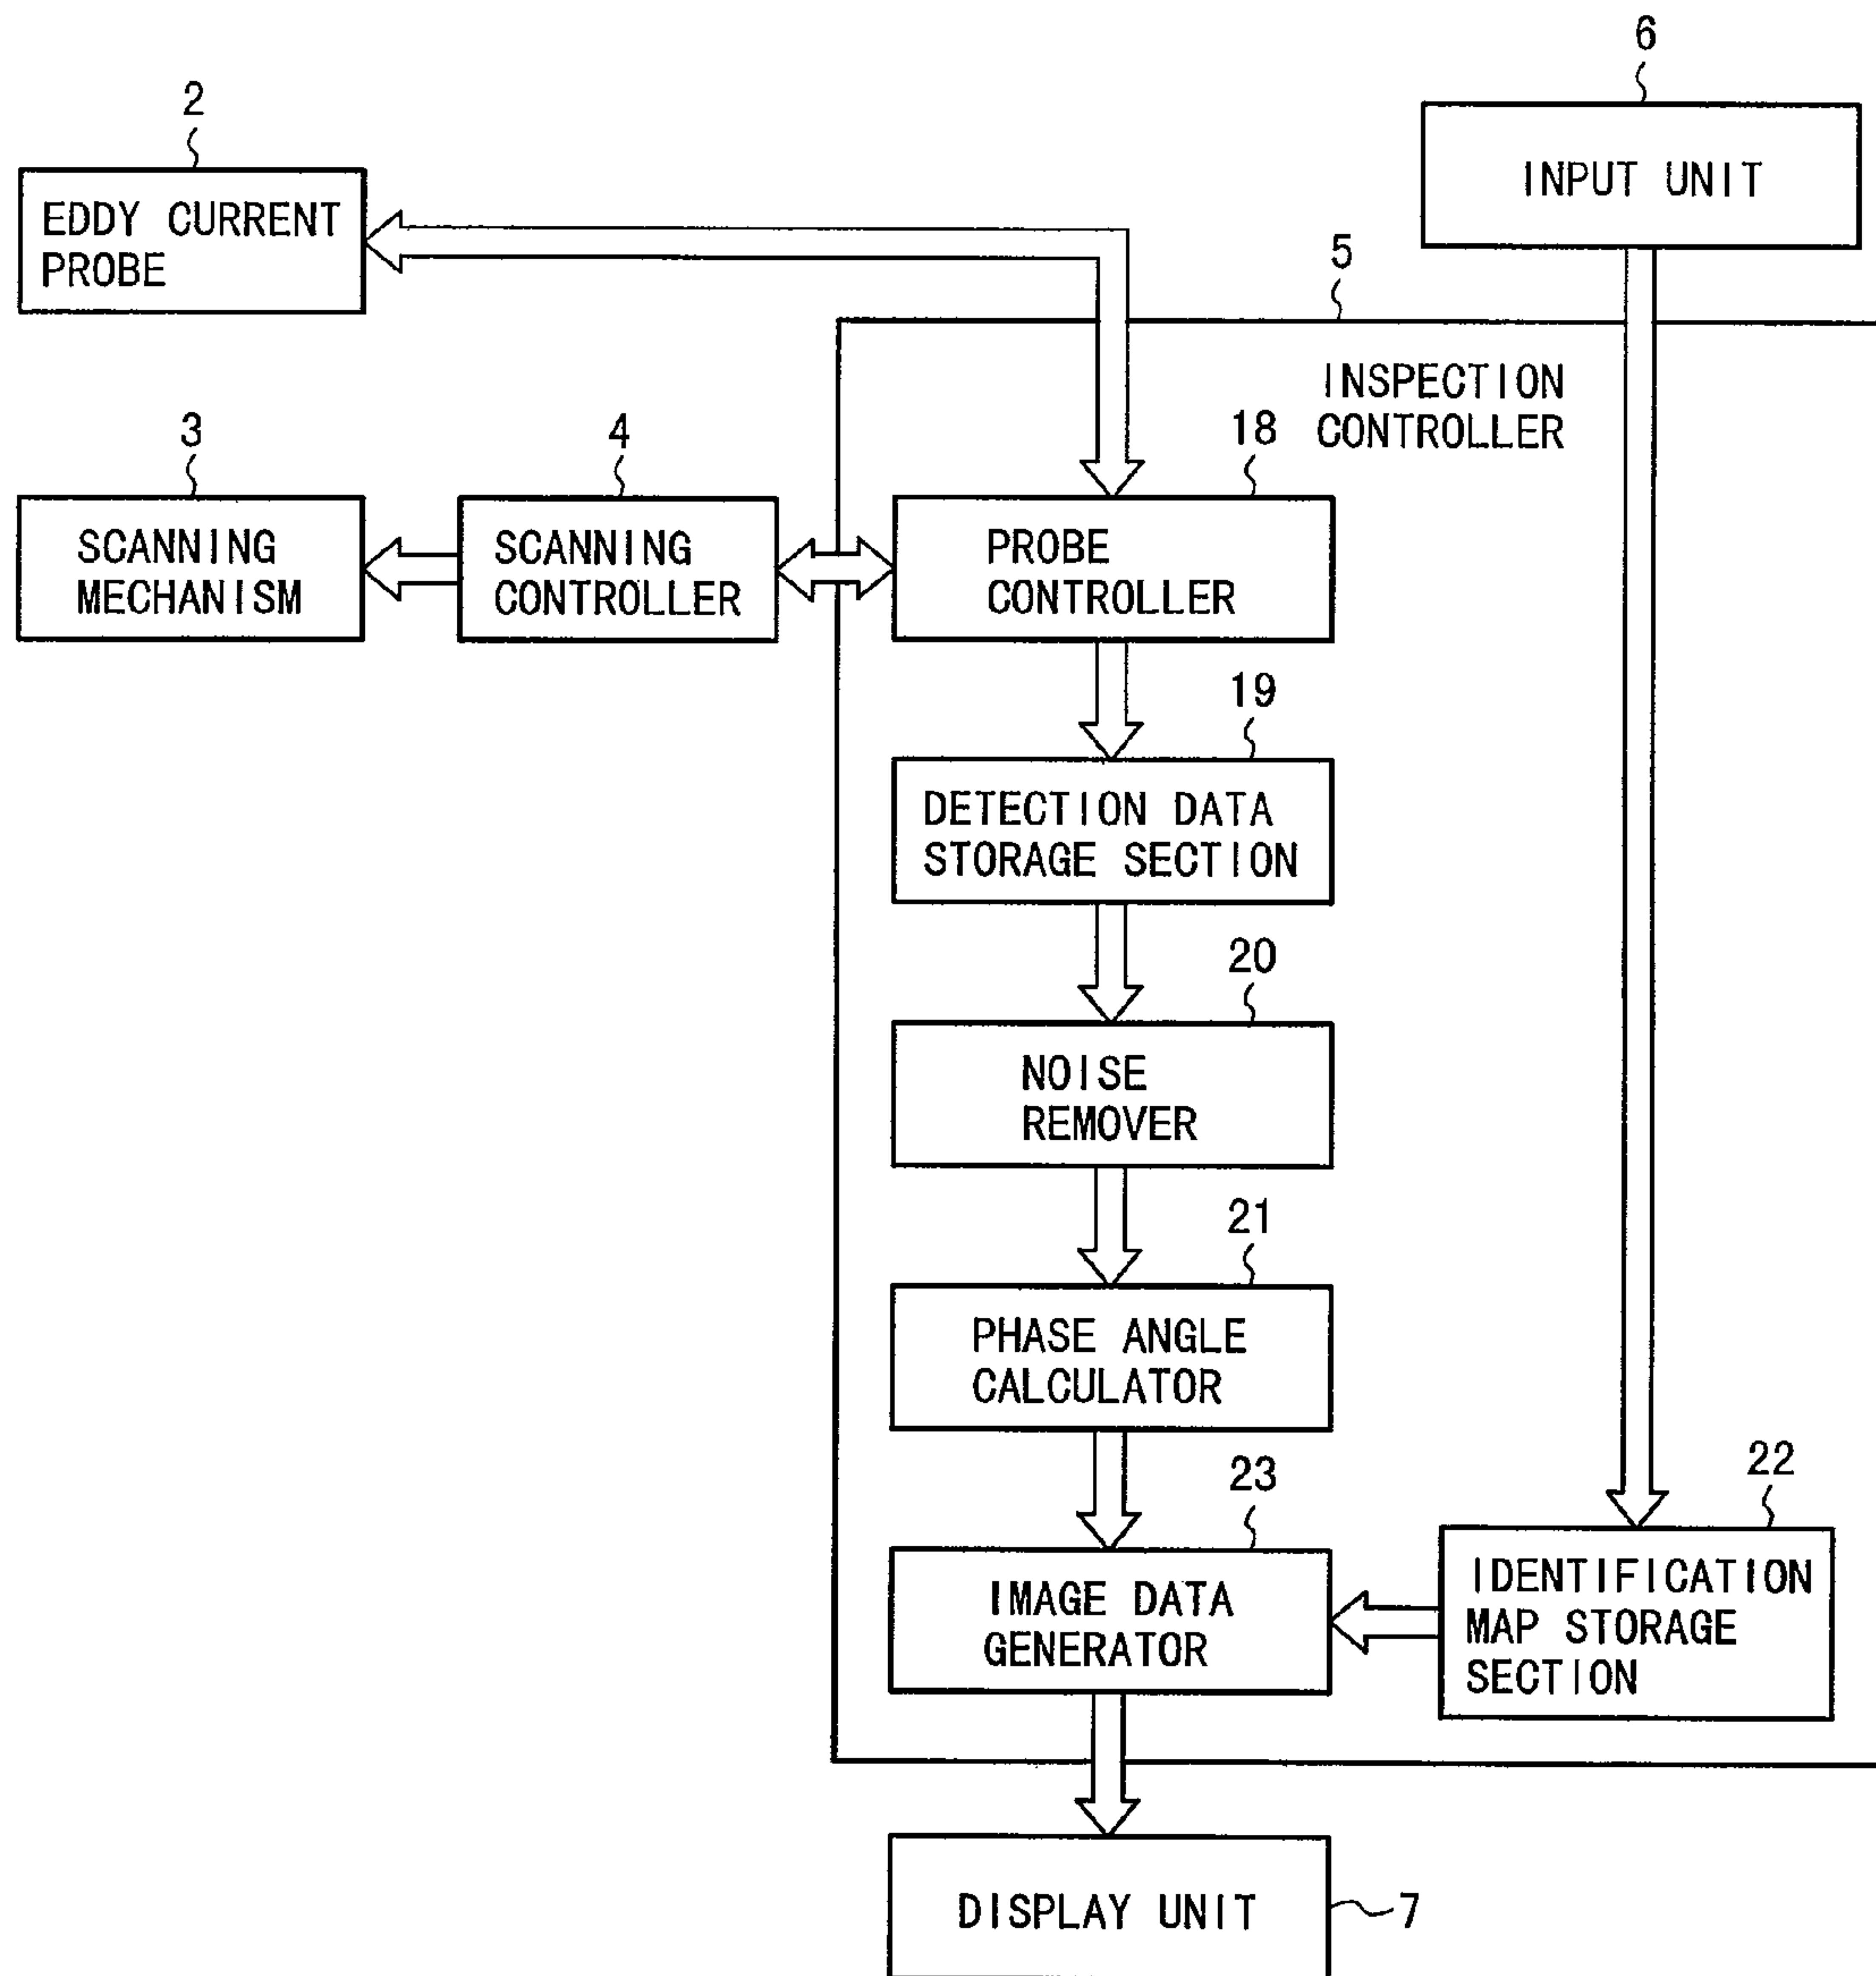 6
INPUT UNIT
2
EDDY CURRENT
PROBE
5
INSPECTION
CONTROLLER
3
SCANNING
MECHANISM
4
SCANNING
CONTROLLER
18
PROBE
CONTROLLER
19
DETECTION DATA
STORAGE SECTION
20
NOISE
REMOVER
21
PHASE ANGLE
CALCULATOR
23
IMAGE DATA
GENERATOR
22
IDENTIFICATION
MAP STORAGE
SECTION
DISPLAY UNIT
7